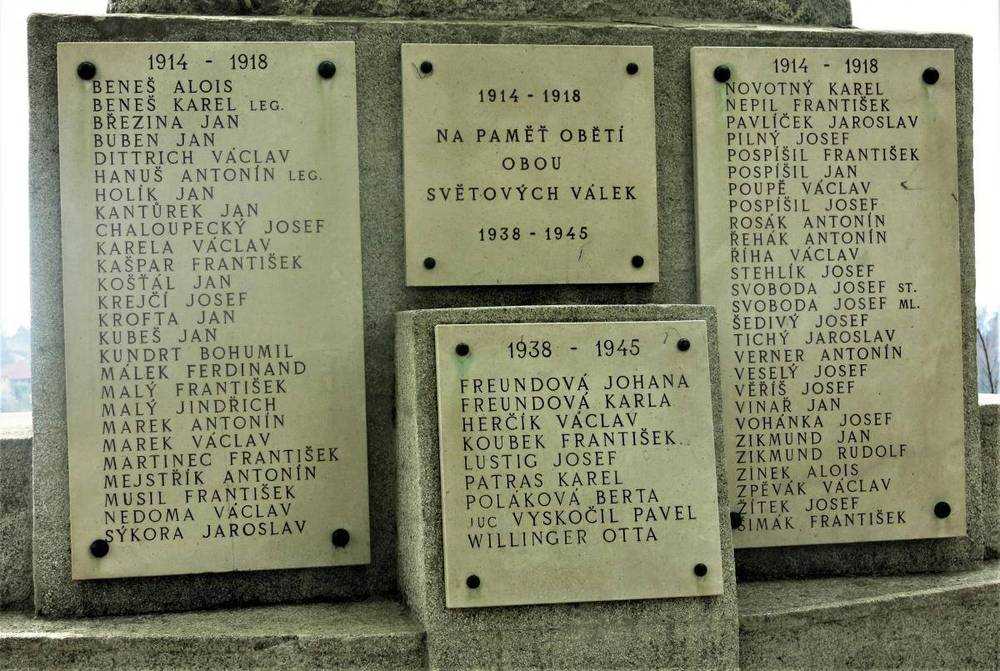 1914 - 1918
BENEŠ ALOIS
BENEŠ KAREL LEG.
BŘEZINA JAN
BUBEN JAN
DITTRICH VÁCLAV
HANUŠ ANTONÍN LEG.
HOLÍK JAN
KANTŮREK JAN
CHALOUPECKÝ JOSEF
KARELA VÁCLAV
KAŠPAR FRANTIŠEK
KOŠŤÁL JAN
KREJČÍ JOSEF
KROFTA JAN
KUBEŠ JAN
KUNDRT BOHUMIL
MÁLEK FERDINAND
MALÝ FRANTIŠEK
MALÝ JINDŘICH
MAREK ANTONÍN
MAREK VÁCLAV
MARTINEC FRANTIŠEK
MEJSTŘÍK ANTONÍN
MUSIL FRANTIŠEK
NEDOMA VÁCLAV
SÝKORA JAROSLAV
1914 - 1918
NA PAMĚŤ OBĚTÍ
OBOU
SVĚTOVÝCH VÁLEK
1938 - 1945
1938 - 1945
FREUNDOVÁ JOHANA
FREUNDOVÁ KARLA
HERČÍK VÁCLAV
KOUBEK FRANTIŠEK
LUSTIG JOSEF
PATRAS KAREL
POLÁKOVÁ BERTA
JUC VYSKOČIL PAVEL
WILLINGER OTTA
1914 - 1918
NOVOTNÝ KAREL
NEPIL FRANTIŠEK
PAVLÍČEK JAROSLAV
PILNÝ JOSEF
POSPÍŠIL FRANTIŠEK
POSPÍŠIL JAN
POUPĚ VÁCLAV
POSPÍŠIL JOSEF
ROSÁK ANTONÍN
ŘEHÁK ANTONÍN
ŘÍHA VÁCLAV
STEHLÍK JOSEF
SVOBODA JOSEF ST.
SVOBODA JOSEF ML.
ŠEDIVÝ JOSEF
TICHÝ JAROSLAV
VERNER ANTONÍN
VESELÝ JOSEF
VĚŘIŠ JOSEF
VINAŘ JAN
VOHÁNKA JOSEF
ZIKMUND JAN
ZIKMUND RUDOLF
ZINEK ALOIS
ZPĚVÁK VÁCLAV
ŽÍTEK JOSEF
ŠIMÁK FRANTIŠEK